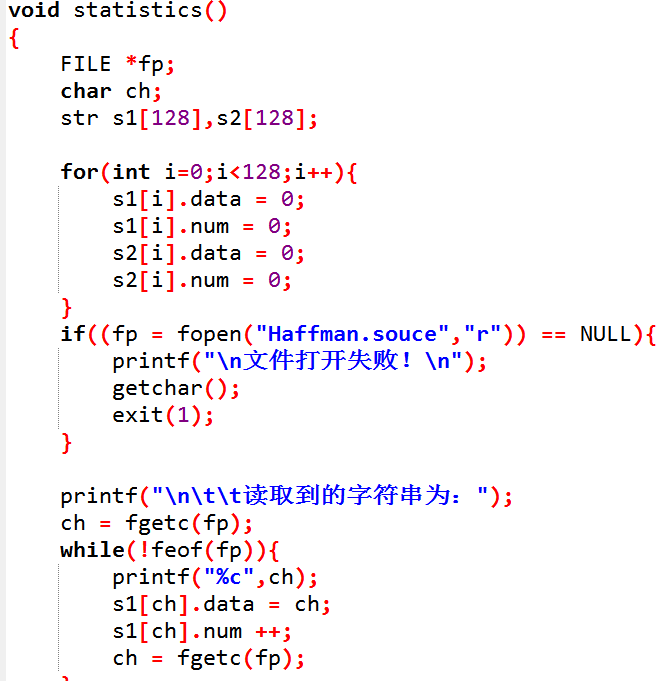 void statistics()
{
    FILE *fp;
    char ch;
    str s1[128],s2[128];
    for(int i=0;i<128;i++){
        s1[i].data = 0;
        s1[i].num = 0;
        s2[i].data = 0;
        s2[i].num = 0;
    }
    if((fp = fopen("Haffman.souce","r")) == NULL){
        printf("\n文件打开失败！\n");
        getchar();
        exit(1);
    }
    printf("\n\t\t读取到的字符串为：");
    ch = fgetc(fp);
    while(!feof(fp)){
        printf("%c",ch);
        s1[ch].data = ch;
        s1[ch].num ++;
        ch = fgetc(fp);